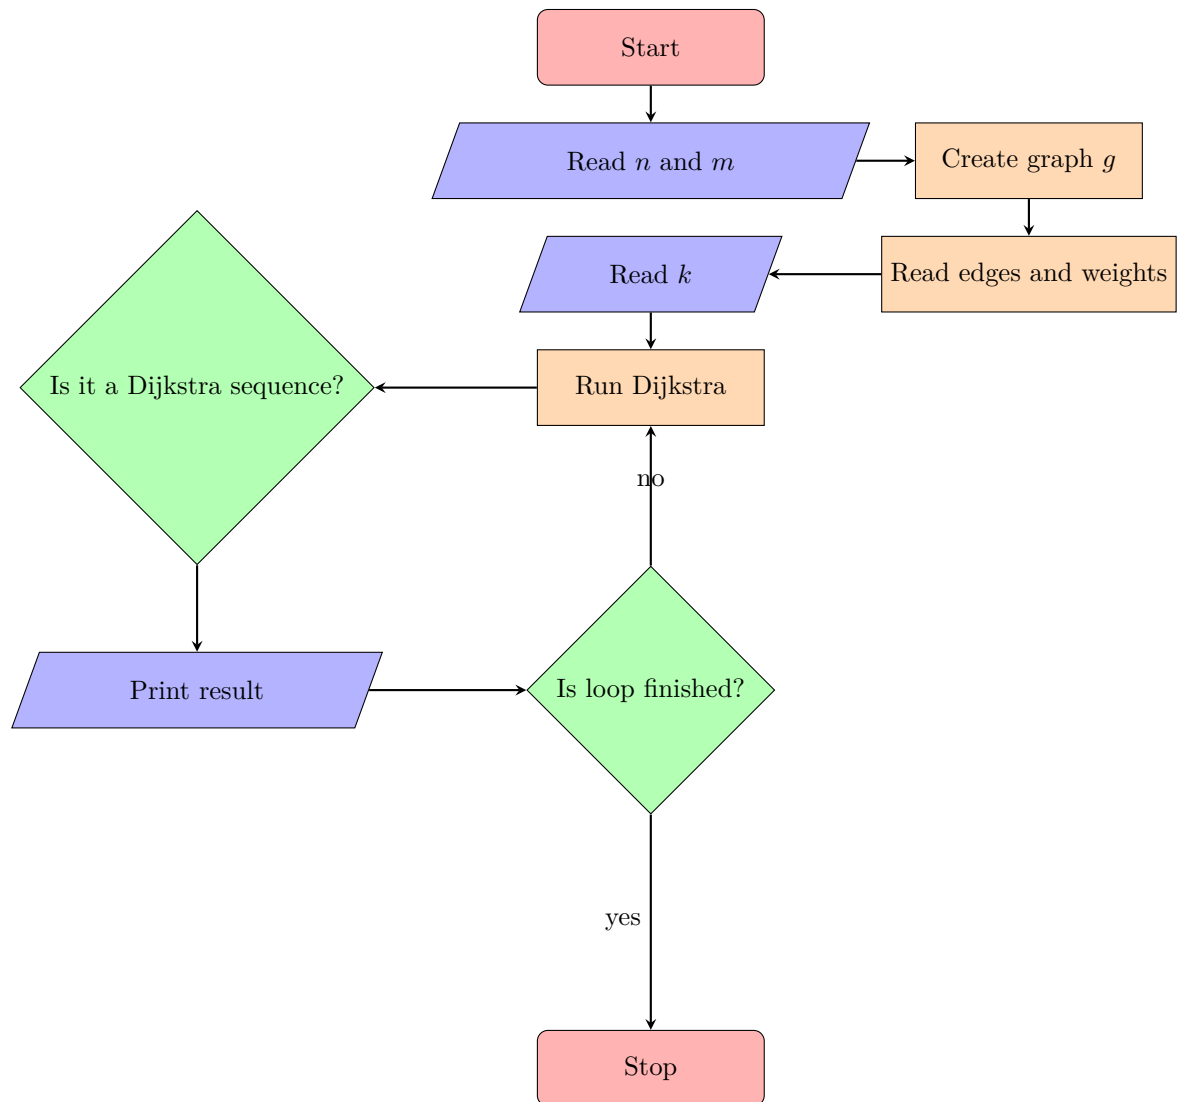 Start
Read n and m
Create graph g
Read k
Read edges and weights
Is it a Dijkstra sequence?
Run Dijkstra
no
Print result
Is loop finished?
yes
Stop